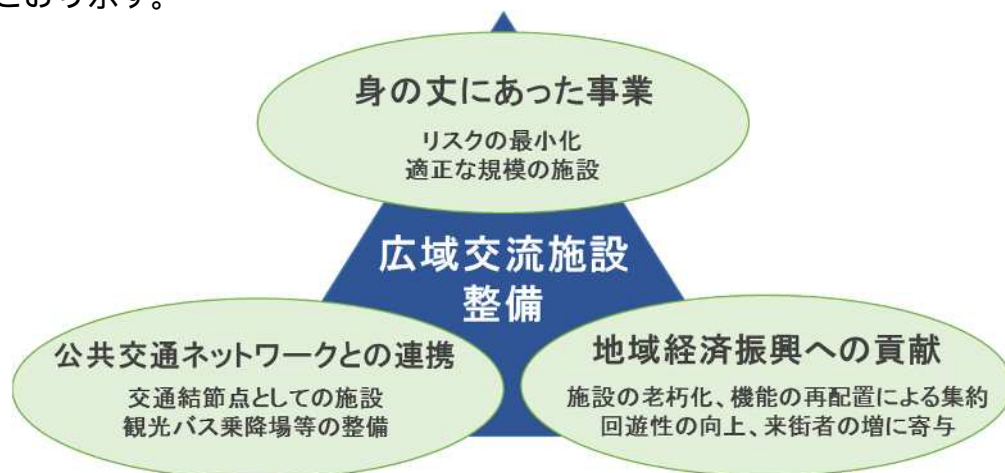 とおり示す。
身の丈にあった事業
リスクの最小化
適正な規模の施設
広域交流施設
整備
公共交通ネットワークとの連携
交通結節点としての施設
観光バス乗降場等の整備
地域経済振興への貢献
施設の老朽化、機能の再配置による集約
回遊性の向上、来街者の増に寄与